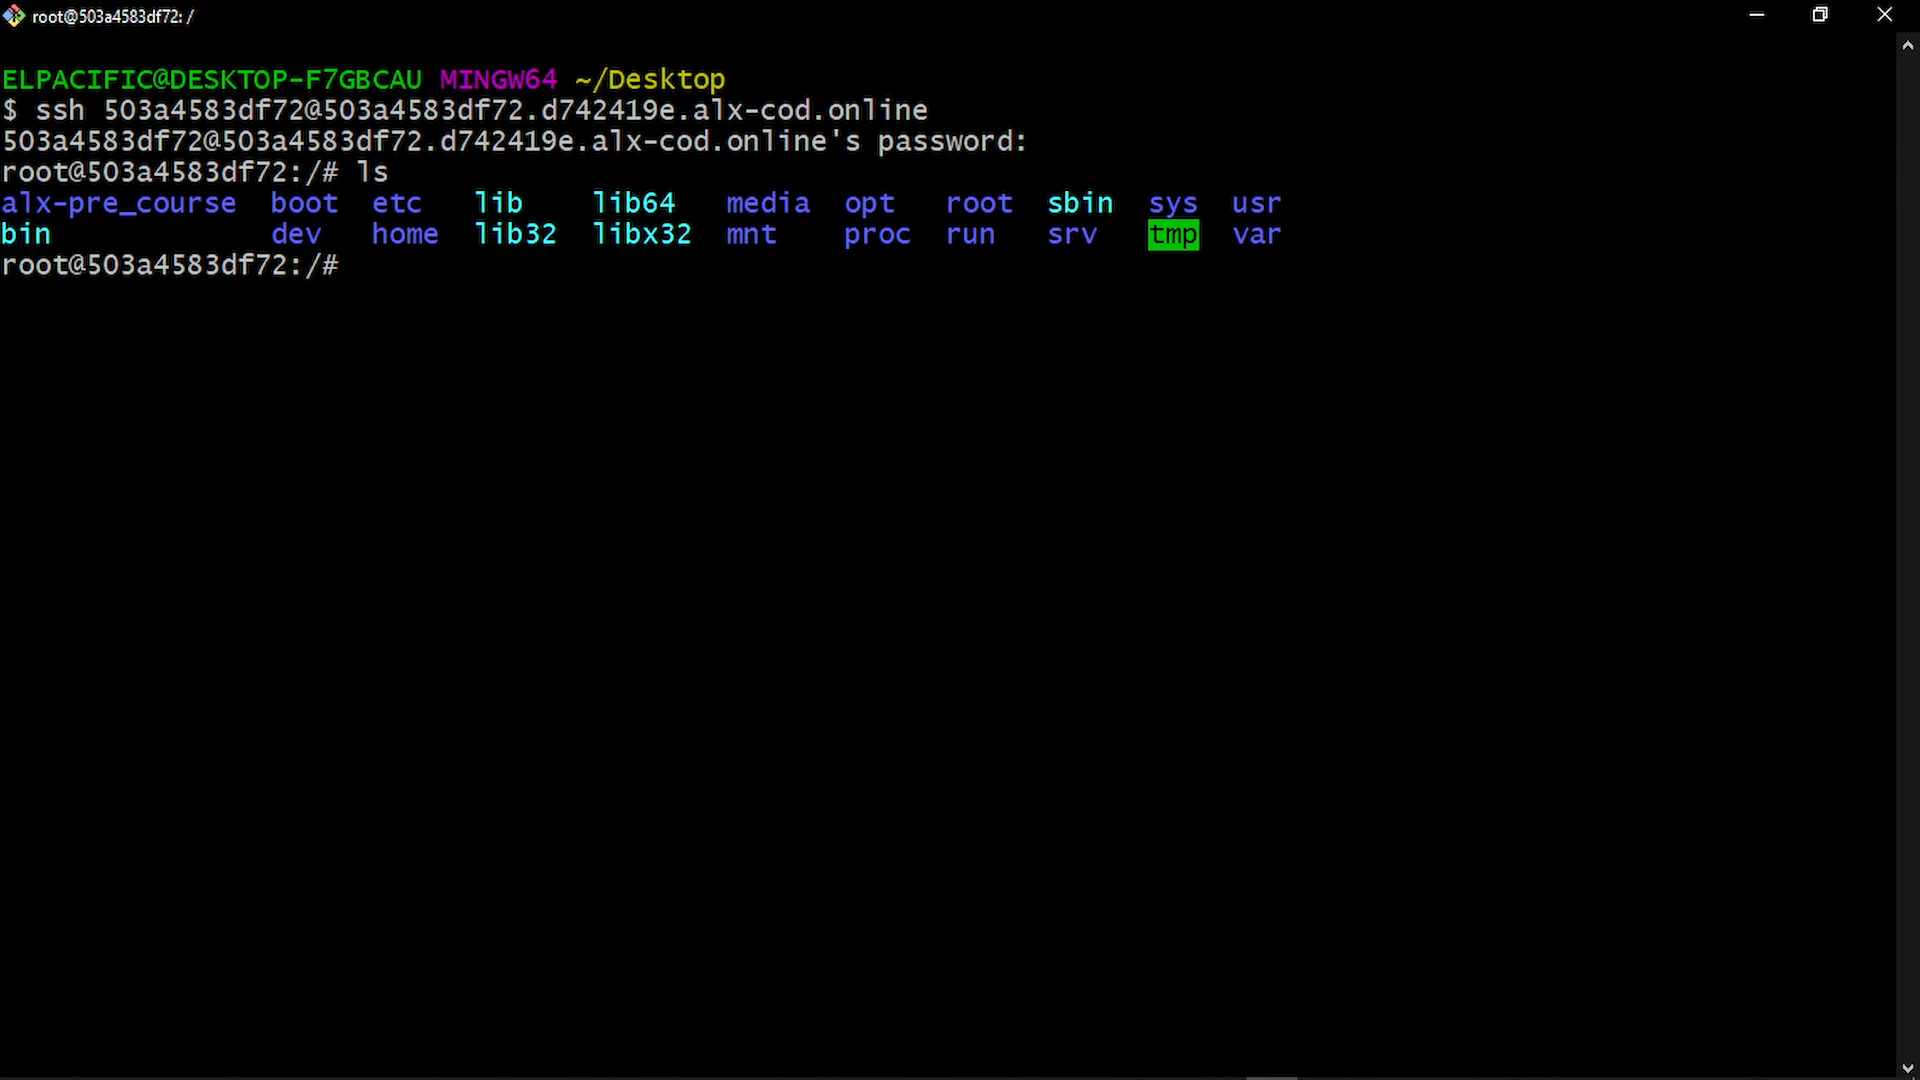 root@503a4583df72: /
ELPACIFIC@DESKTOP-F7GBCAU MINGW64 ~/Desktop
$ ssh 503a4583df72@503a4583df72.d742419e.alx-cod.online
503a4583df72@503a4583df72.d742419e.alx-cod.online's password:
root@503a4583df72:/# ls
alx-pre_course  boot  etc   lib    lib64   media  opt   root  sbin  sys  usr
bin             dev   home  lib32  libx32  mnt    proc  run   srv   tmp  var
root@503a4583df72:/#